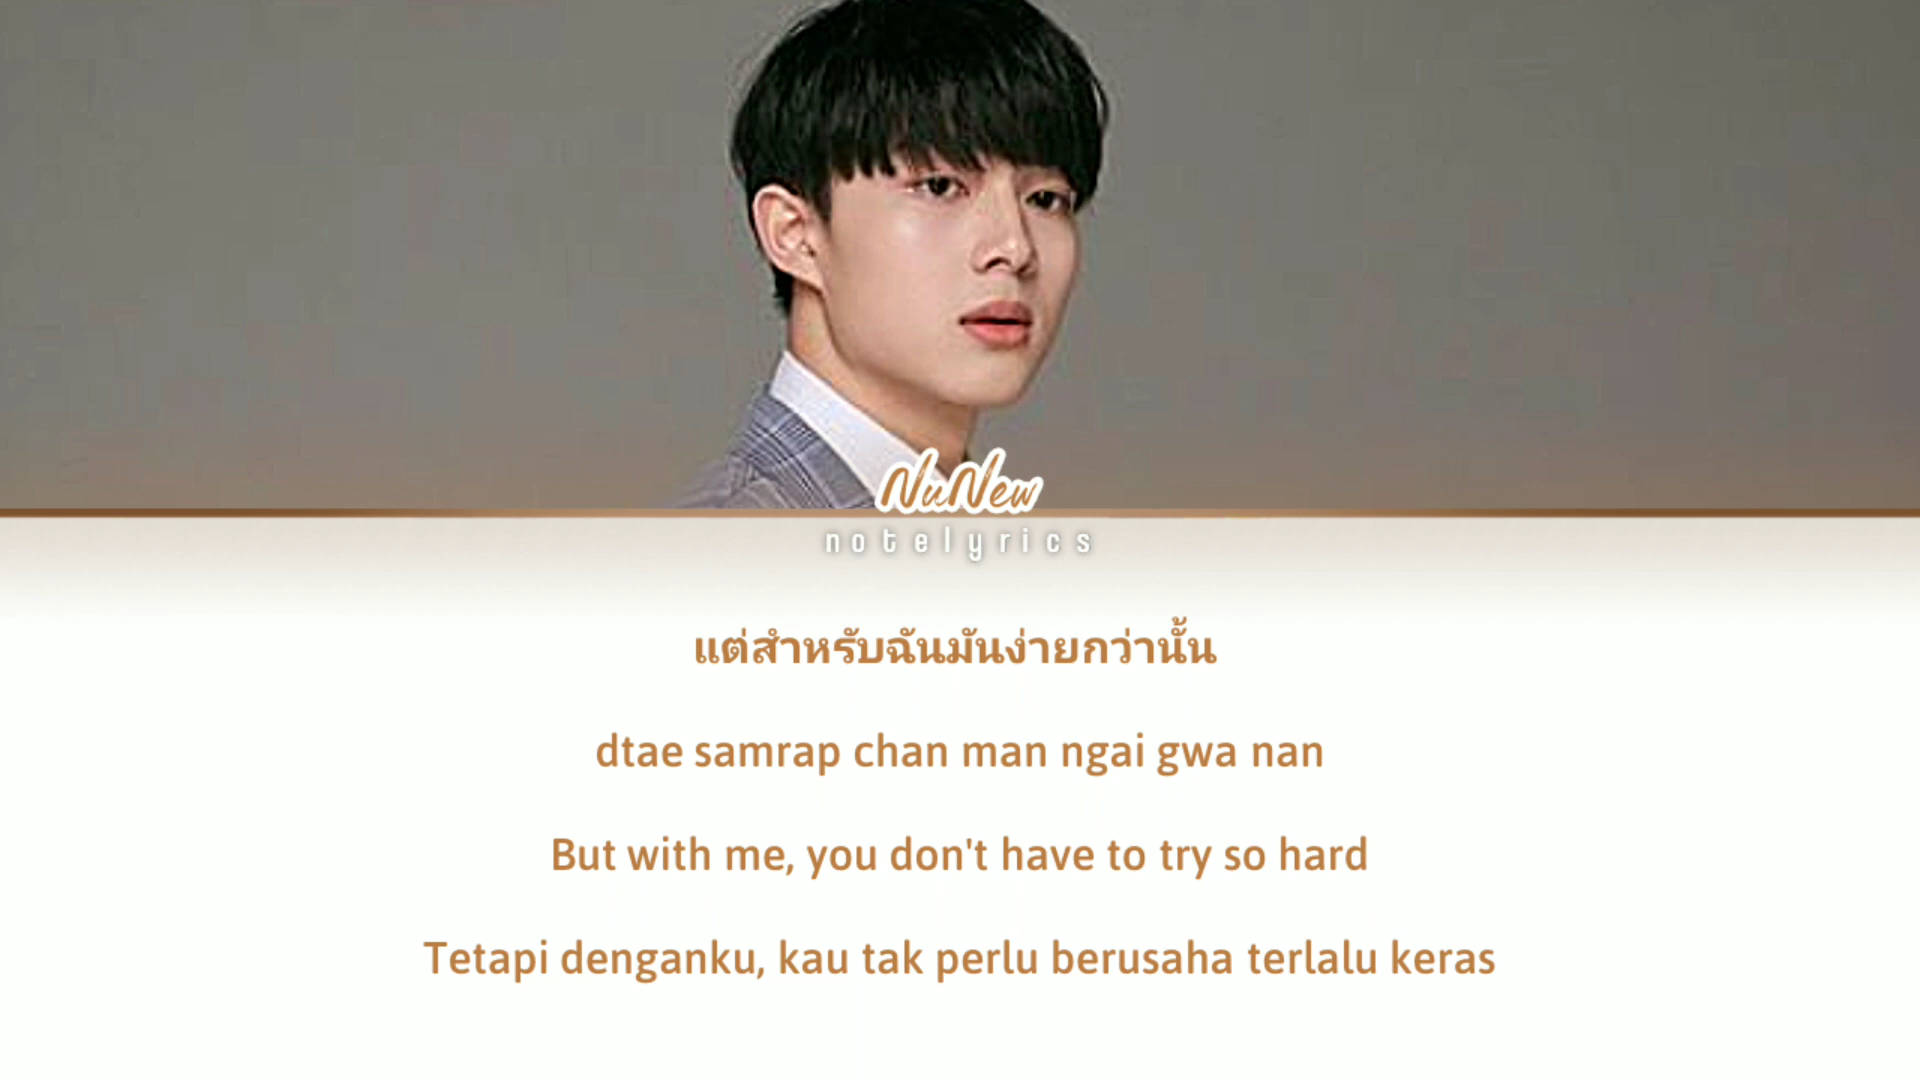 NuNew
notelyrics
แต่สำหรับฉันมันง่ายกว่านั้น
dtae samrap chan man ngai gwa nan
But with me, you don't have to try so hard
Tetapi denganku, kau tak perlu berusaha terlalu keras